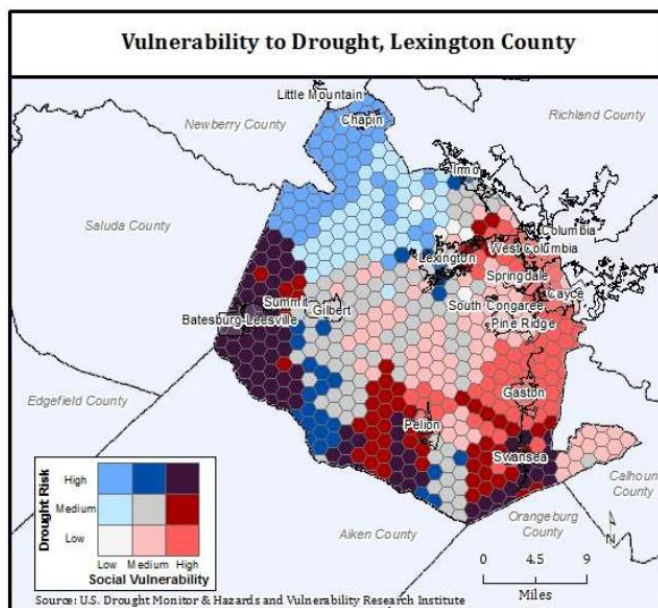 Vulnerability to Drought, Lexington County
Little Mountain
Chapin
Newberry County
Richland County
Irmo
Saluda County
Columbia
West Columbia
Lexington
Springdale
Cayce
Summit
Gilbert
South Congaree
Batesburg-Leesville
Pine Ridge
Edgefield County
Gaston
Pelion
Swansea
Calhoun
County
Orangeburg
County
Aiken County
N
Drought Risk
High
Medium
Low
Low Medium High
Social Vulnerability
0 4.5 9
Miles
Source: U.S. Drought Monitor & Hazards and Vulnerability Research Institute